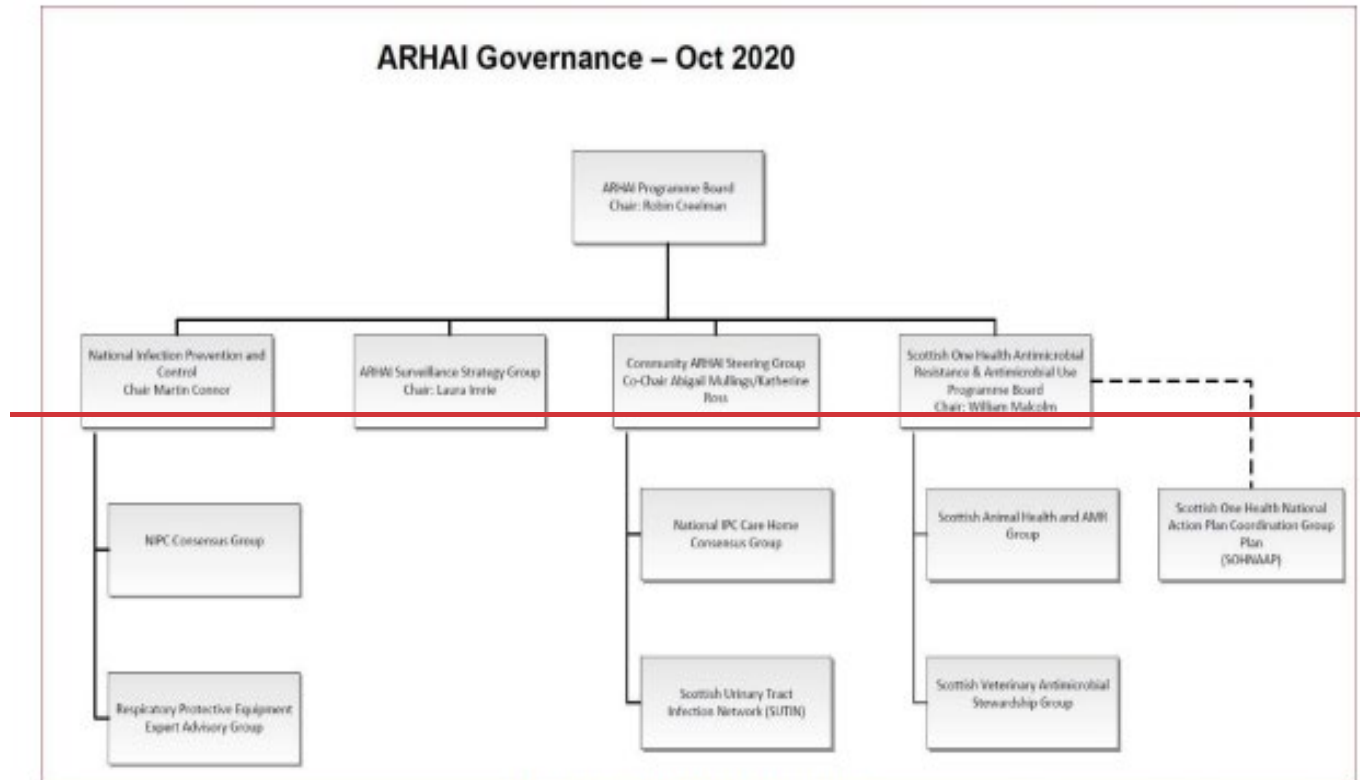 ARHAI Governance – Oct 2020
ARHAI Programme Board
Chair: Robin Creelman
National Infection Prevention and
Control
Chair Martin Connor
ARHAI Surveillance Strategy Group
Chair: Laura Imrie
Community ARHAI Steering Group
Co-Chair Abigail Mullings/Katherine
Ross
Scottish One Health Antimicrobial
Resistance & Antimicrobial Use
Programme Board
Chair: William Malcolm
NIPC Consensus Group
National IPC Care Home
Consensus Group
Scottish Animal Health and AMR
Group
Scottish One Health National
Action Plan Coordination Group
Plan
(SOHNAAP)
Respiratory Protective Equipment
Expert Advisory Group
Scottish Urinary Tract
Infection Network (SUTIN)
Scottish Veterinary Antimicrobial
Stewardship Group